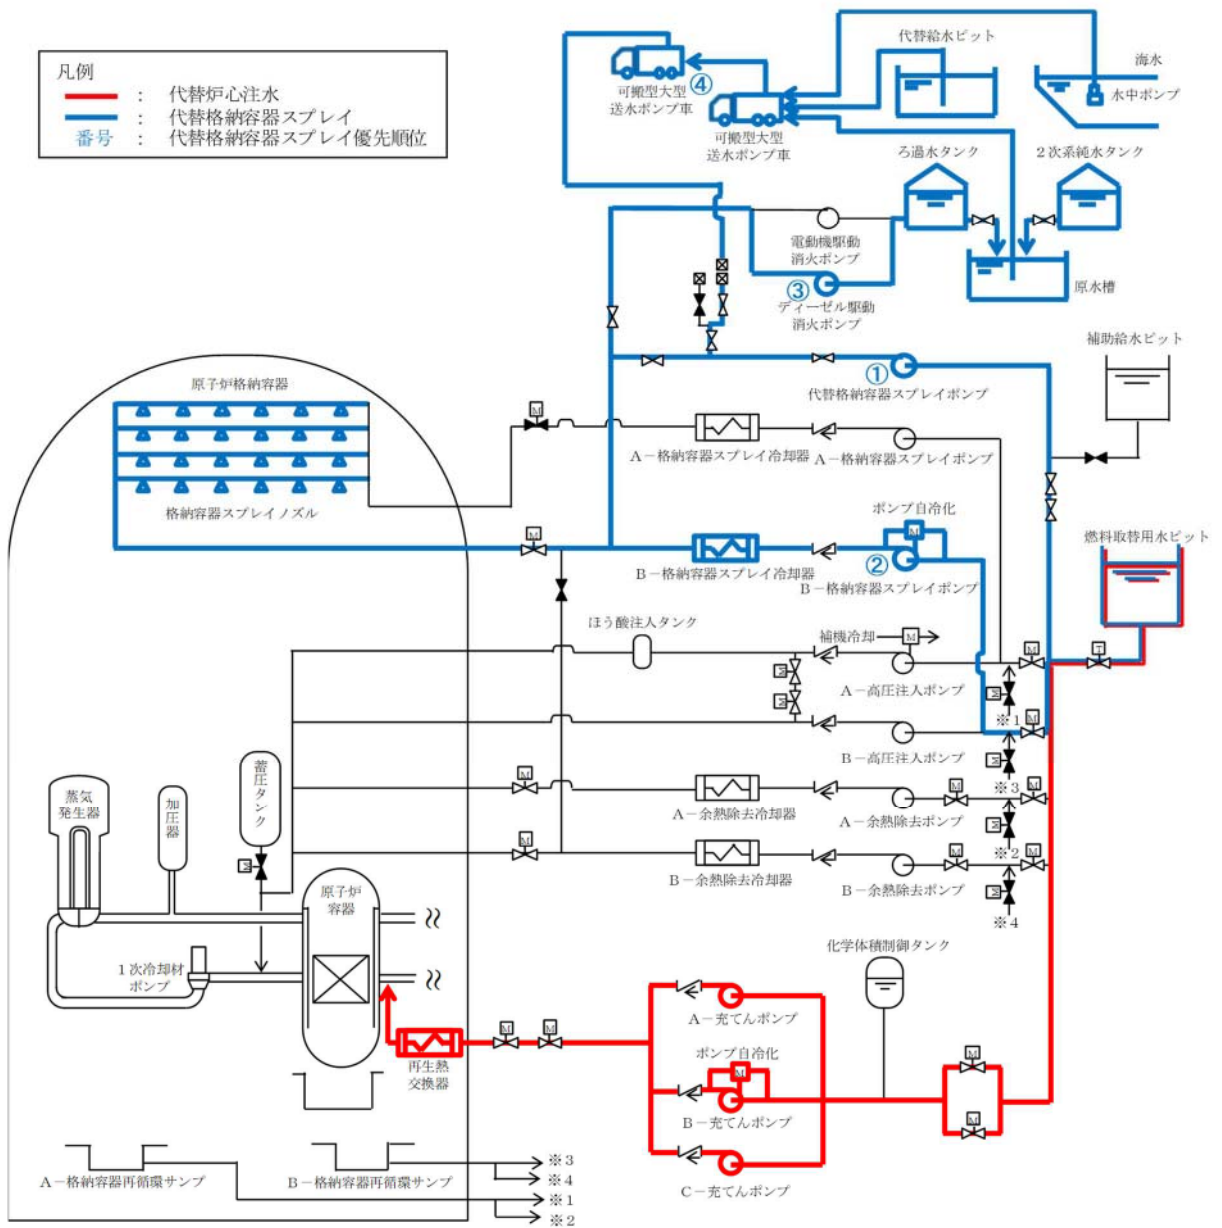 凡例
： 代替炉心注水
： 代替格納容器スプレイ
番号 ： 代替格納容器スプレイ優先順位
可搬型大型
送水ポンプ車
④
可搬型大型
送水ポンプ車
代替給水ピット
海水
水中ポンプ
ろ過水タンク
2次系純水タンク
原水槽
電動機駆動
消火ポンプ
③
ディーゼル駆動
消火ポンプ
①
代替格納容器スプレイポンプ
補助給水ピット
原子炉格納容器
格納容器スプレイノズル
M
A－格納容器スプレイ冷却器
A－格納容器スプレイポンプ
ポンプ自冷化
M
M
②
B－格納容器スプレイ冷却器
B－格納容器スプレイポンプ
燃料取替用水ピット
ほう酸注入タンク
補機冷却
M
A－高圧注入ポンプ
M
T
M
M
M
※1
M
B－高圧注入ポンプ
M
※3
蒸気
発生器
加圧器
蓄圧タンク
M
M
A－余熱除去冷却器
A－余熱除去ポンプ
M
M
M
※2
M
B－余熱除去冷却器
B－余熱除去ポンプ
M
M
M
※4
原子炉
容器
1次冷却材
ポンプ
再生熱
交換器
M
M
化学体積制御タンク
A－充てんポンプ
ポンプ自冷化
M
B－充てんポンプ
C－充てんポンプ
M
M
A－格納容器再循環サンプ
B－格納容器再循環サンプ
※3
※4
※1
※2